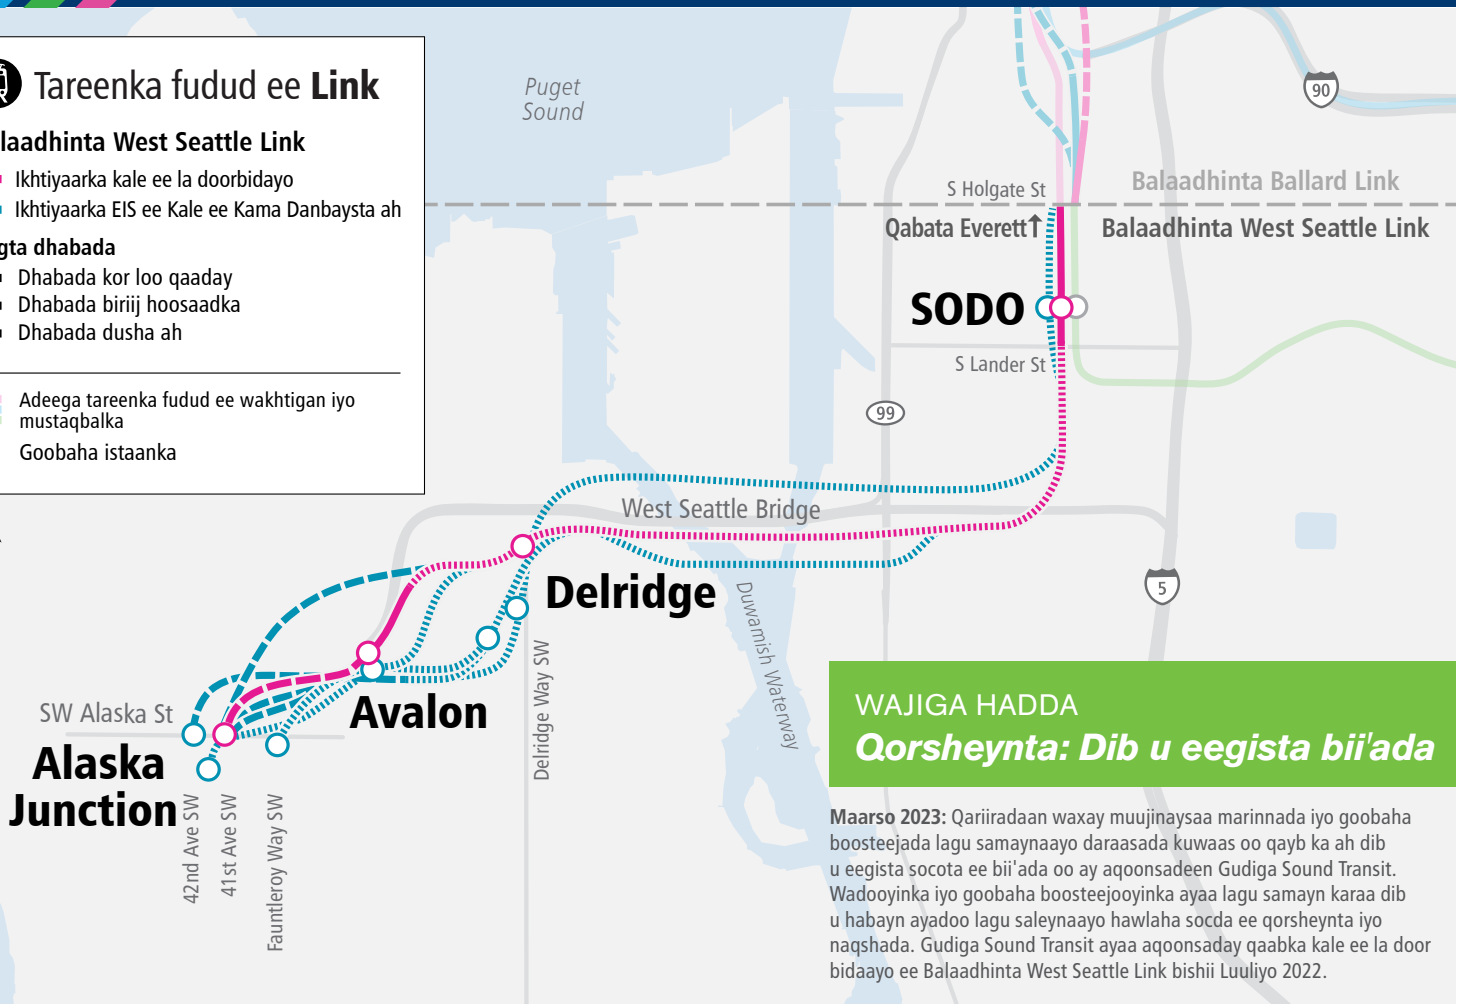 Tareenka fudud ee Link
laadhinta West Seattle Link
Ikhtiyaarka kale ee la doorbidayo
Ikhtiyaarka EIS ee Kale ee Kama Danbaysta ah
gta dhabada
Dhabada kor loo qaaday
Dhabada biriij hoosaadka
Dhabada dusha ah
Adeega tareenka fudud ee wakhtigan iyo
mustaqbalka
Goobaha istaanka
Puget
Sound
90
S Holgate St
Balaadhinta Ballard Link
Qabata Everett↑
Balaadhinta West Seattle Link
SODO
S Lander St
99
West Seattle Bridge
5
Delridge
Duwamish Waterway
Delridge Way SW
Avalon
SW Alaska St
Alaska
Junction
42nd Ave SW
41st Ave SW
Fauntleroy Way SW
WAJIGA HADDA
Qorsheynta: Dib u eegista bii'ada
Maarso 2023: Qariiradaan waxay muujinaysaa marinnada iyo goobaha
boosteejada lagu samaynaayo daraasada kuwaas oo qayb ka ah dib
u eegista socota ee bii'ada oo ay aqoonsadeen Gudiga Sound Transit.
Wadooyinka iyo goobaha boosteejooyinka ayaa lagu samayn karaa dib
u habayn ayadoo lagu saleynaayo hawlaha socda ee qorsheynta iyo
naqshada. Gudiga Sound Transit ayaa aqoonsaday qaabka kale ee la door
bidaayo ee Balaadhinta West Seattle Link bishii Luuliyo 2022.